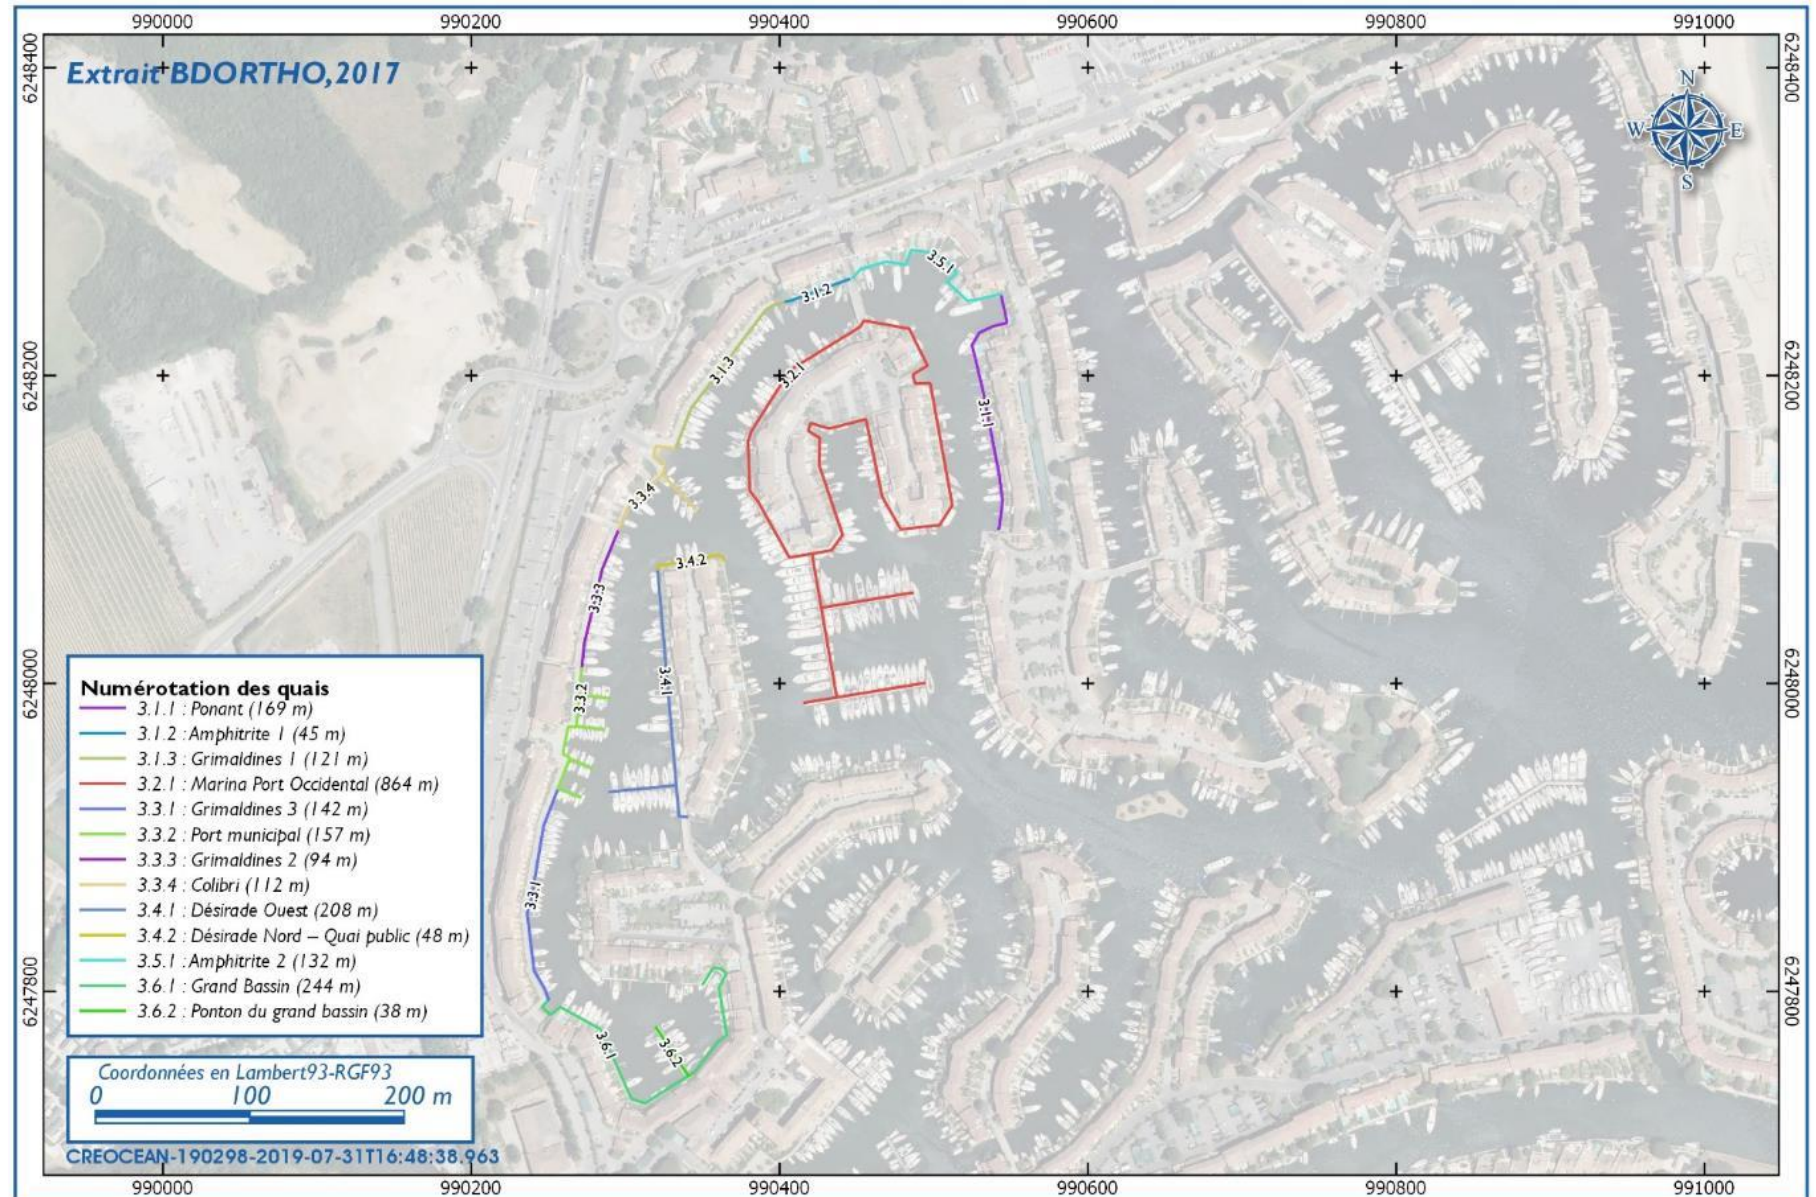 990000 990200 990400 990600 990800 991000
6248400
6248400
Extrait BDORTHO,2017
N
W E
S
3.5.1
3.1.2
6248200
6248200
3.1.3
3.2.1
3.1.1
3.3.4
3.4.2
3.3.3
6248000
6248000
3.4.1
3.3.2
Numérotation des quais
3.1.1 : Ponant (169 m)
3.1.2 : Amphitrite 1 (45 m)
3.1.3 : Grimaldines 1 (121 m)
3.2.1 : Marina Port Occidental (864 m)
3.3.1 : Grimaldines 3 (142 m)
3.3.2 : Port municipal (157 m)
3.3.3 : Grimaldines 2 (94 m)
3.3.4 : Colibri (112 m)
3.4.1 : Désirade Ouest (208 m)
3.4.2 : Désirade Nord – Quai public (48 m)
3.5.1 : Amphitrite 2 (132 m)
3.6.1 : Grand Bassin (244 m)
3.6.2 : Ponton du grand bassin (38 m)
3.3.1
6247800
6247800
3.6.1
3.6.2
Coordonnées en Lambert93-RGF93
0 100 200 m
CREOCEAN-190298-2019-07-31T16:48:38.963
990000 990200 990400 990600 990800 991000